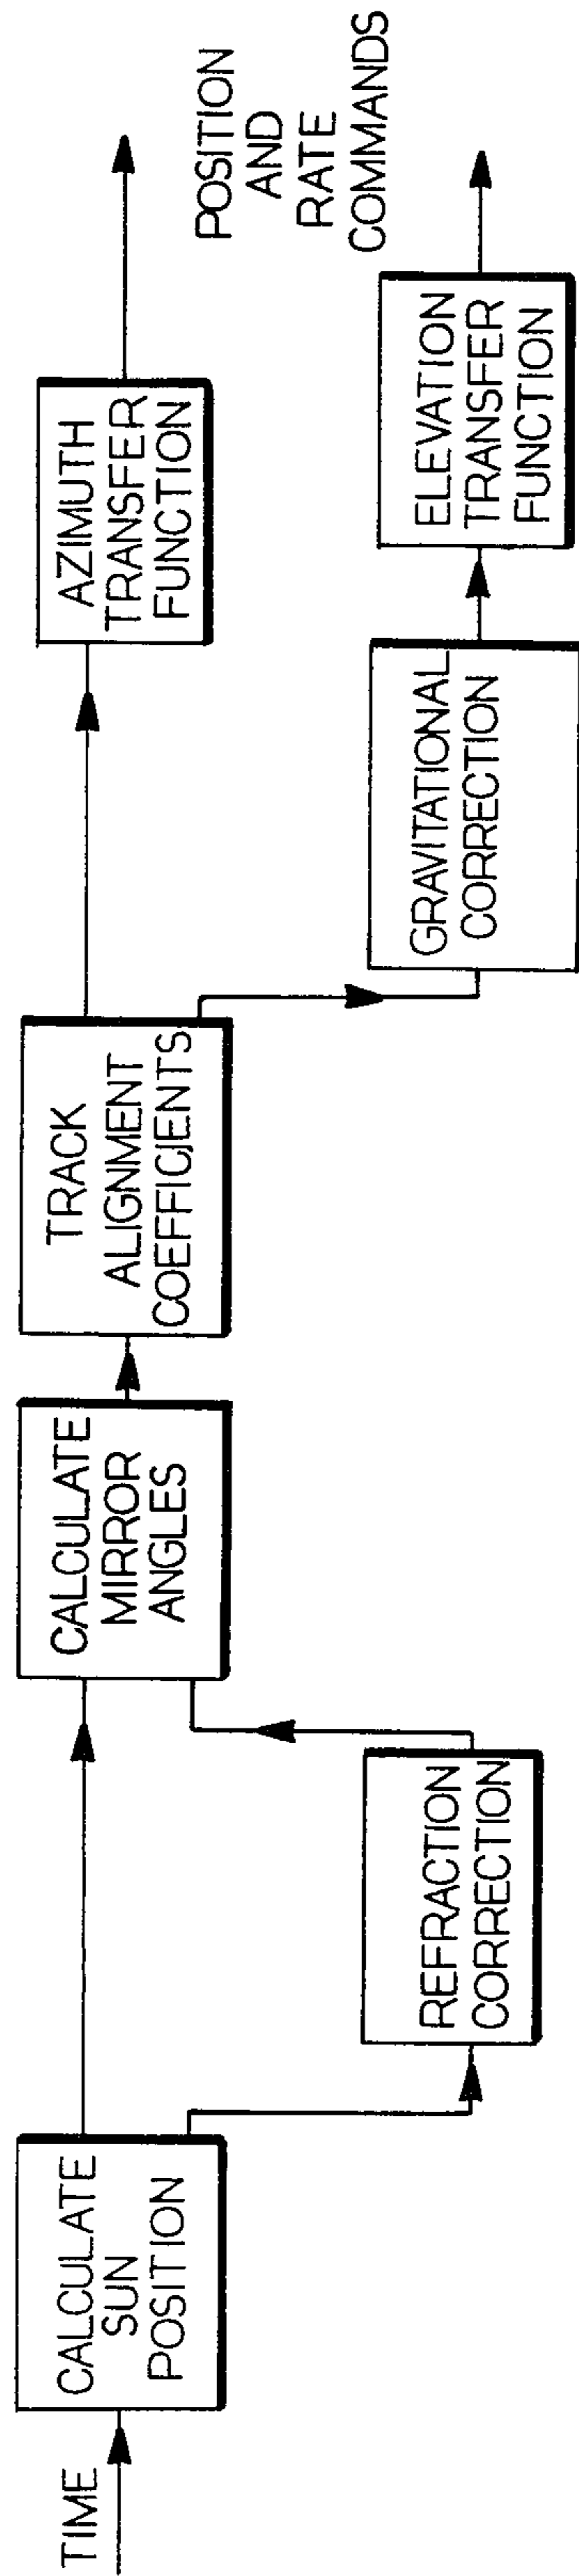 TIME
CALCULATE
SUN
POSITION
REFRACTION
CORRECTION
CALCULATE
MIRROR
ANGLES
TRACK
ALIGNMENT
COEFFICIENTS
AZIMUTH
TRANSFER
FUNCTION
GRAVITATIONAL
CORRECTION
ELEVATION
TRANSFER
FUNCTION
POSITION
AND
RATE
COMMANDS